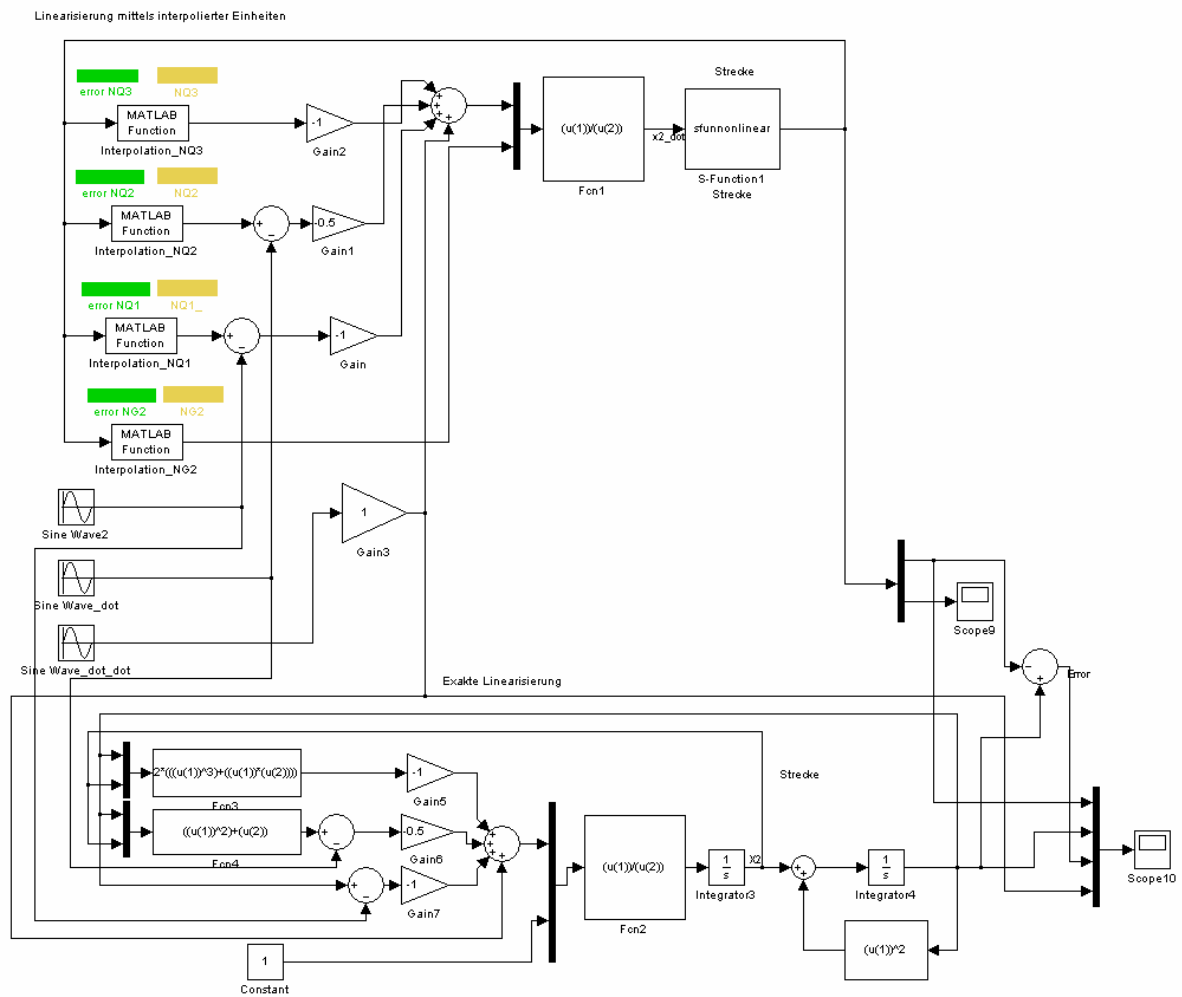 Linearisierung mittels interpolierter Einheiten
error NQ3
NQ3
MATLAB
Function
Interpolation_NQ3
-1
Gain2
+
+
+
+
(u(1))/(u(2))
Fcn1
x2_dot
Strecke
sfunnonlinear
S-Function1
Strecke
error NQ2
NQ2
MATLAB
Function
Interpolation_NQ2
+
−
-0.5
Gain1
error NQ1
NQ1_
MATLAB
Function
Interpolation_NQ1
+
−
-1
Gain
error NG2
NG2
MATLAB
Function
Interpolation_NG2
Sine Wave2
1
Gain3
Sine Wave_dot
Sine Wave_dot_dot
Scope9
−
+
Error
Exakte Linearisierung
2*(((u(1))^3)+((u(1))*(u(2))))
Fcn3
-1
Gain5
Strecke
((u(1))^2)+(u(2))
Fcn4
+
−
-0.5
Gain6
+
+
+
+
+
−
-1
Gain7
(u(1))/(u(2))
Fcn2
1
s
Integrator3
X2
+
+
1
s
Integrator4
Scope10
(u(1))^2
1
Constant